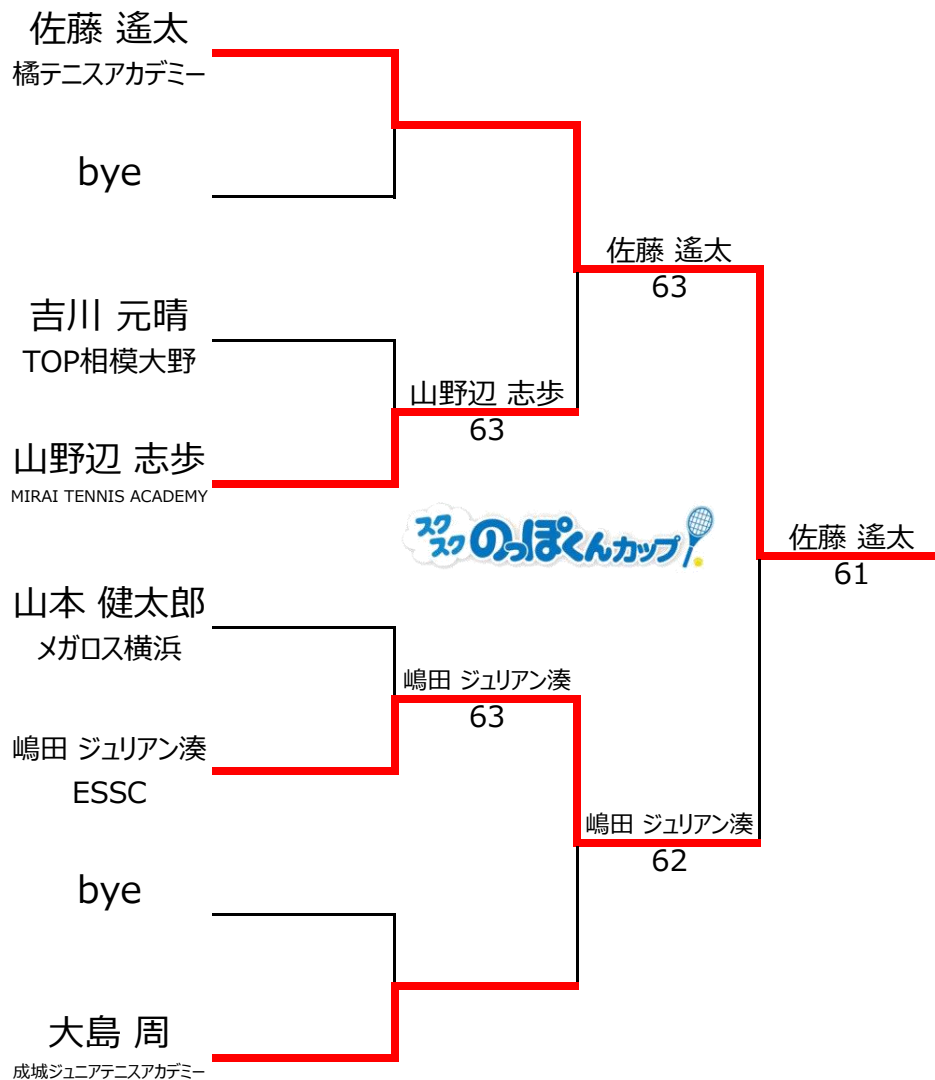 佐藤 遙太
橘テニスアカデミー
bye
佐藤 遙太
63
吉川 元晴
TOP相模大野
山野辺 志歩
63
山野辺 志歩
MIRAI TENNIS ACADEMY
スクスク のっぽくんカップ
佐藤 遙太
61
山本 健太郎
メガロス横浜
嶋田 ジュリアン湊
63
嶋田 ジュリアン湊
ESSC
嶋田 ジュリアン湊
62
bye
大島 周
成城ジュニアテニスアカデミー